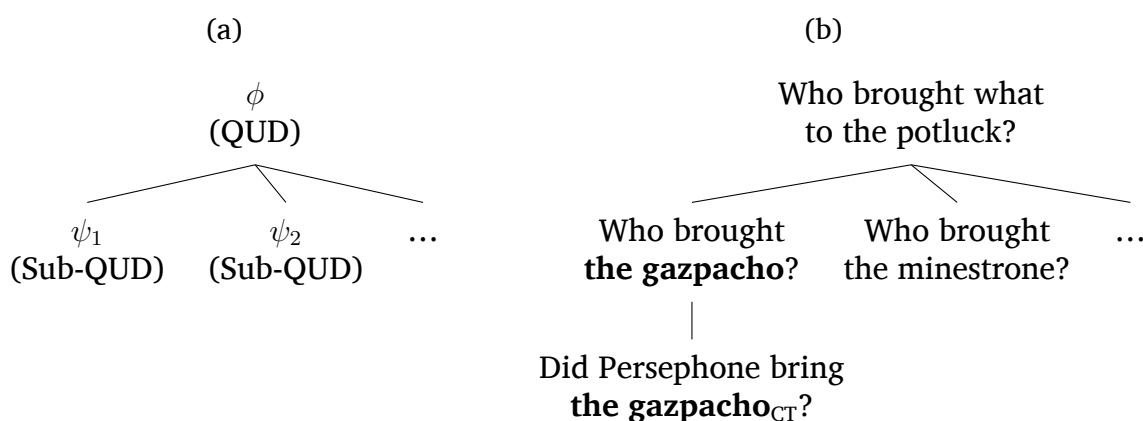 (a)
ϕ
(QUD)
ψ₁ ψ₂ ...
(Sub-QUD) (Sub-QUD)
(b)
Who brought what
to the potluck?
Who brought
the gazpacho?
Who brought
the minestrone?
...
Did Persephone bring
the gazpacho_CT?